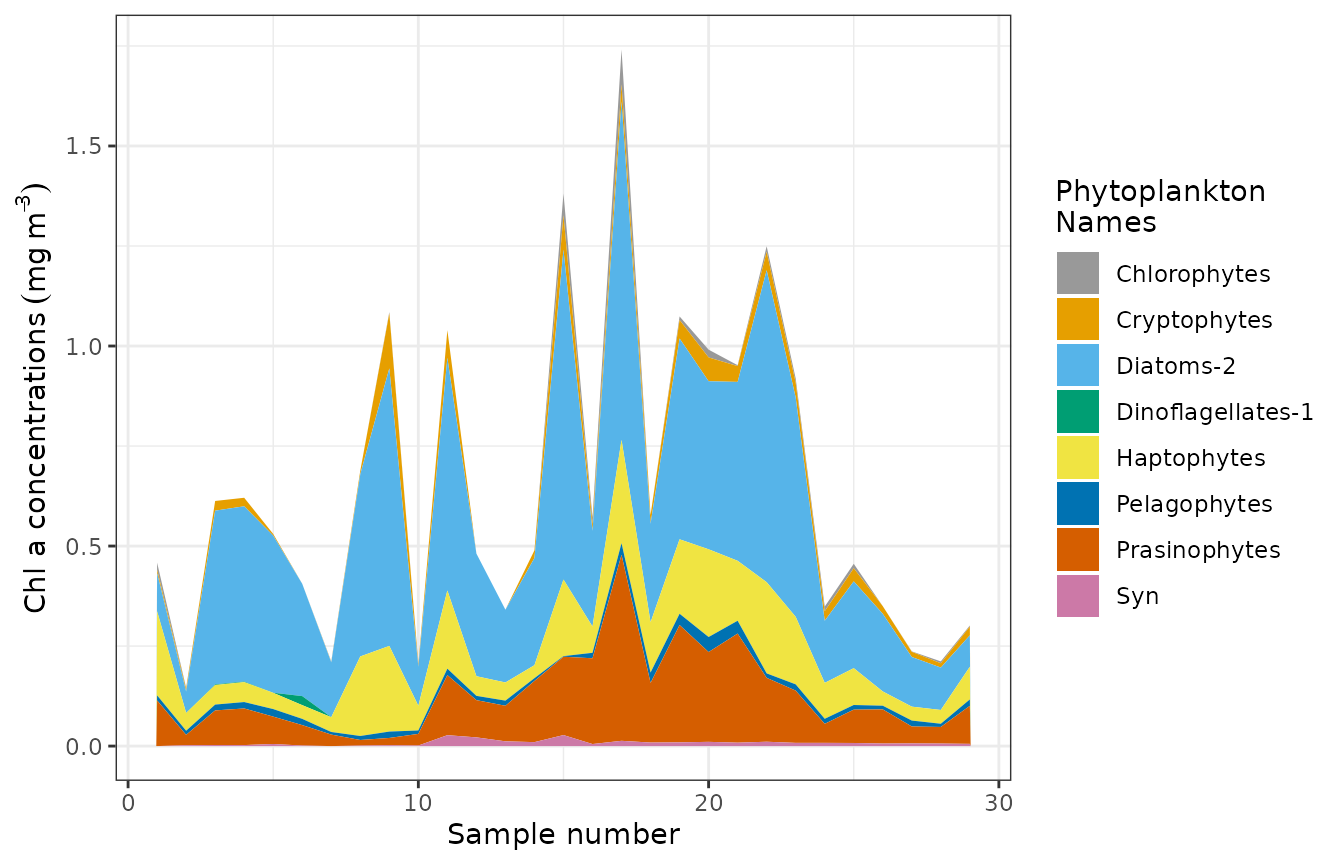 Chl a concentrations (mg m⁻³)
1.5
1.0
0.5
0.0
0
10
20
30
Sample number
Phytoplankton
Names
Chlorophytes
Cryptophytes
Diatoms-2
Dinoflagellates-1
Haptophytes
Pelagophytes
Prasinophytes
Syn